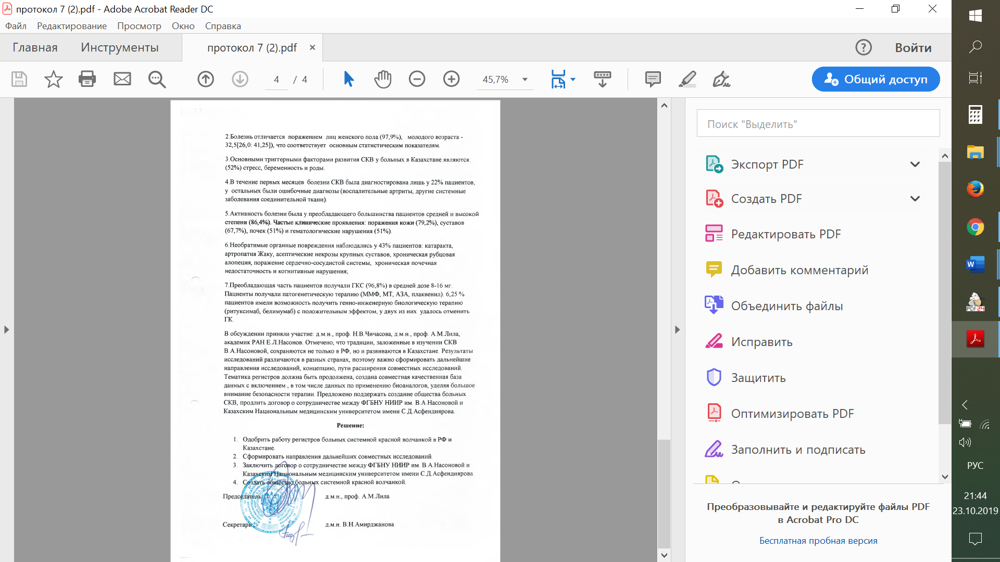 протокол 7 (2).pdf - Adobe Acrobat Reader DC
Файл Редактирование Просмотр Окно Справка
Главная Инструменты протокол 7 (2).pdf × Войти
4 / 4 45,7% Общий доступ
2.Болезнь отличается поражением лиц женского пола (97,9%), молодого возраста -
32,5[26,0: 41,25]), что соответствует основным статистическим показателям.
3.Основными триггерными факторами развития СКВ у больных в Казахстане являются:
(52%) стресс, беременность и роды.
4.В течение первых месяцев болезни СКВ была диагностирована лишь у 22% пациентов,
у остальных были ошибочные диагнозы (воспалительные артриты, другие системные
заболевания соединительной ткани).
5.Активность болезни была у преобладающего большинства пациентов средней и высокой
степени (86,4%). Частые клинические проявления: поражения кожи (79,2%), суставов
(67,7%), почек (51%) и гематологические нарушения (51%).
6.Необратимые органные повреждения наблюдались у 43% пациентов: катаракта,
артропатия Жаку, асептические некрозы крупных суставов, хроническая рубцовая
алопеция, поражение сердечно-сосудистой системы, хроническая почечная
недостаточность и когнитивные нарушения;
7.Преобладающая часть пациентов получали ГКС (96,8%) в средней дозе 8-16 мг.
Пациенты получали патогенетическую терапию (ММФ, МТ, АЗА, плаквенил). 6,25 %
пациентов имели возможность получить генно-инженерную биологическую терапию
(ритуксимаб, белимумаб) с положительным эффектом, у двух из них удалось отменить
ГК.
В обсуждении приняли участие: д.м.н., проф. Н.В.Чичасова, д.м.н., проф. А.М.Лила,
академик РАН Е.Л.Насонов. Отмечено, что традиции, заложенные в изучении СКВ
В.А.Насоновой, сохраняются не только в РФ, но и развиваются в Казахстане. Результаты
исследований различаются в разных странах, поэтому важно сформировать дальнейшие
направления исследований, концепцию, пути расширения совместных исследований.
Тематика регистров должна быть продолжена, создана совместная качественная база
данных с включением , в том числе данных по применению биоаналогов, уделяя большое
внимание безопасности терапии. Предложено поддержать создание общества больных
СКВ, продлить договор о сотрудничестве между ФГБНУ НИИР им. В.А.Насоновой и
Казахским Национальным медицинским университетом имени С.Д.Асфендиярова.
Решение:
1. Одобрить работу регистров больных системной красной волчанкой в РФ и
Казахстане.
2. Сформировать направления дальнейших совместных исследований.
3. Заключить договор о сотрудничестве между ФГБНУ НИИР им. В.А.Насоновой и
Казахским Национальным медицинским университетом имени С.Д.Асфендиярова.
4. Создать общество больных системной красной волчанкой.
Председатель: д.м.н., проф. А.М.Лила
Секретарь: д.м.н. В.Н.Амирджанова
Поиск "Выделить"
Экспорт PDF
Создать PDF
Редактировать PDF
Добавить комментарий
Объединить файлы
Исправить
Защитить
Оптимизировать PDF
Заполнить и подписать
Преобразовывайте и редактируйте файлы PDF
в Acrobat Pro DC
Бесплатная пробная версия
PDF24
РУС
21:44
23.10.2019